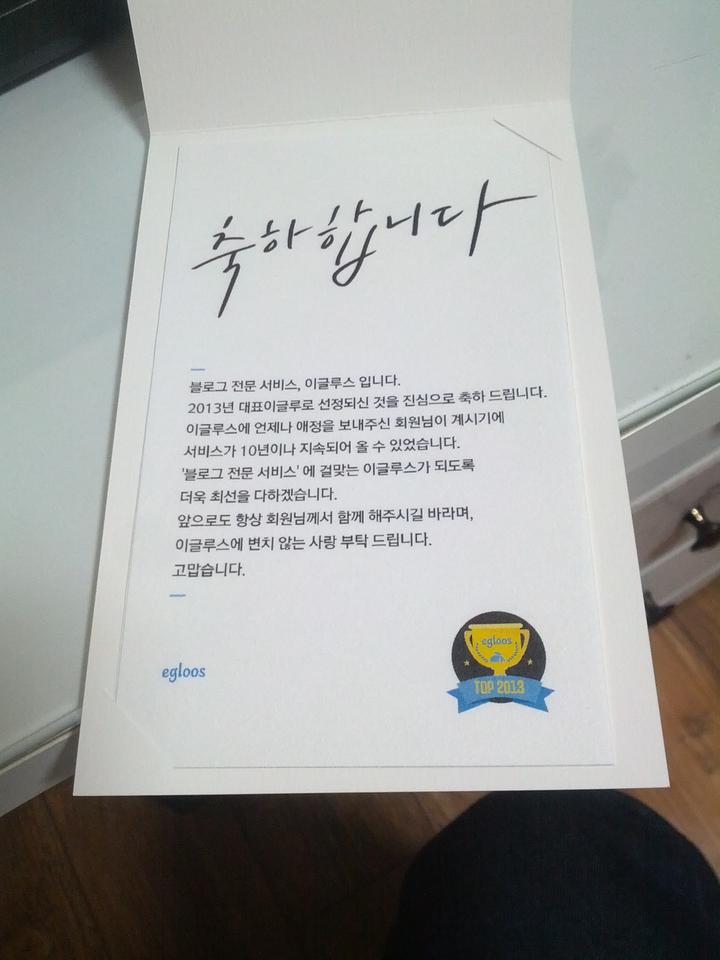 축하합니다
블로그 전문 서비스, 이글루스 입니다.
2013년 대표이글루로 선정되신 것을 진심으로 축하 드립니다.
이글루스에 언제나 애정을 보내주신 회원님이 계시기에
서비스가 10년이나 지속되어 올 수 있었습니다.
'블로그 전문 서비스' 에 걸맞는 이글루스가 되도록
더욱 최선을 다하겠습니다.
앞으로도 항상 회원님께서 함께 해주시길 바라며,
이글루스에 변치 않는 사랑 부탁 드립니다.
고맙습니다.
egloos
egloos
TOP 2013